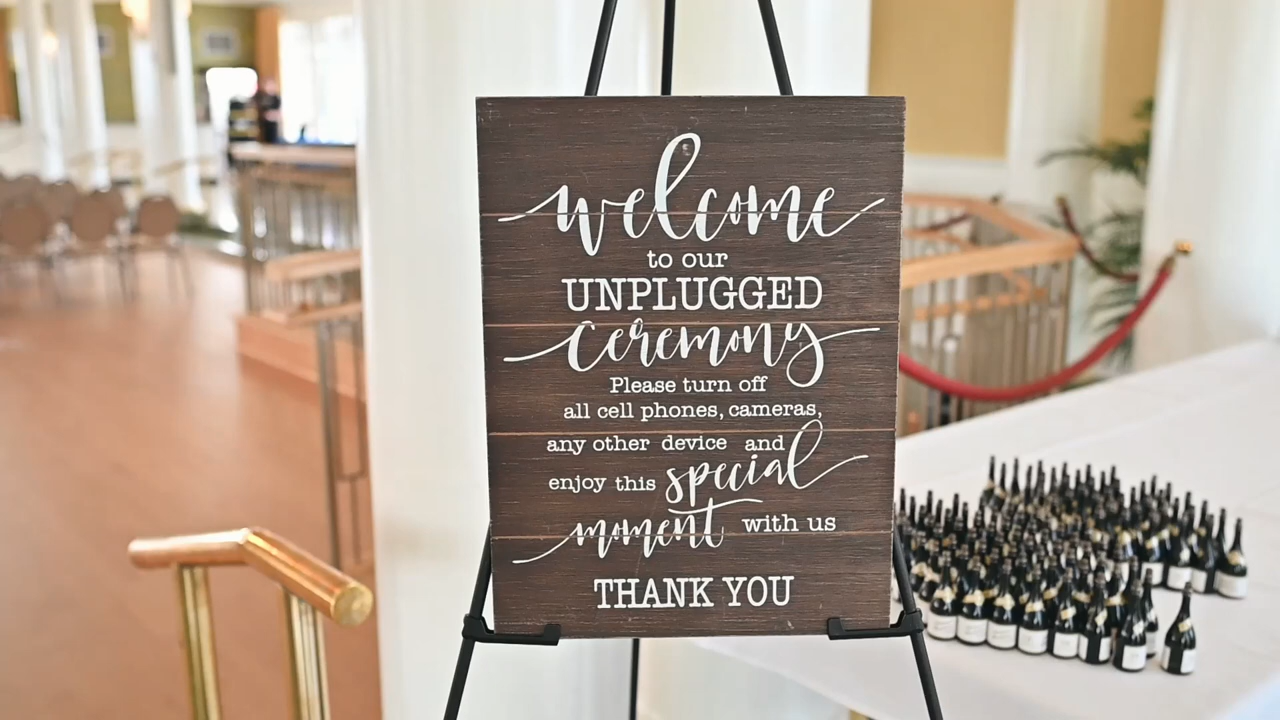 welcome
to our
UNPLUGGED
ceremony
Please turn off
all cell phones, cameras,
any other device and
enjoy this special
moment with us
THANK YOU